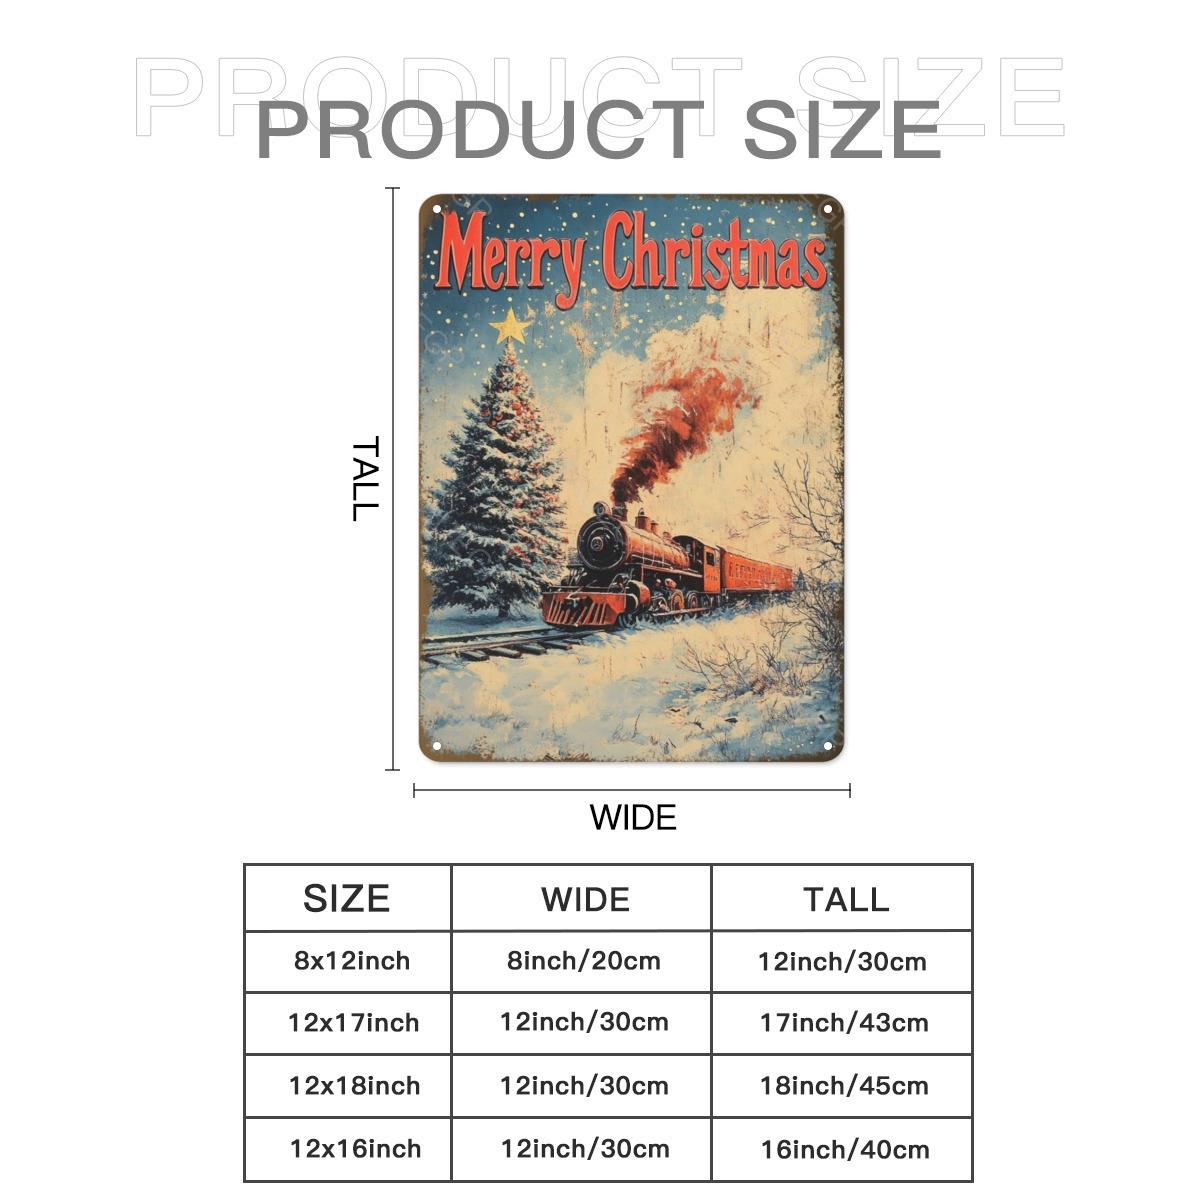 PRODUCT SIZE
PRODUCT SIZE
Merry Christmas
TALL
WIDE
SIZE WIDE TALL
8x12inch 8inch/20cm 12inch/30cm
12x17inch 12inch/30cm 17inch/43cm
12x18inch 12inch/30cm 18inch/45cm
12x16inch 12inch/30cm 16inch/40cm